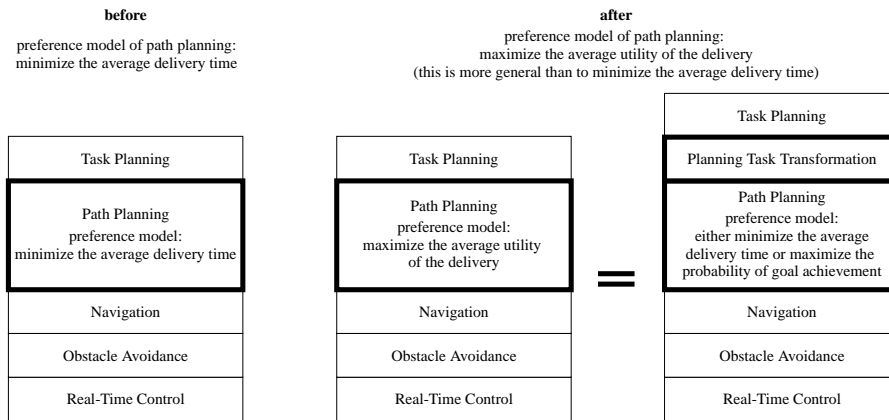 before
preference model of path planning:
minimize the average delivery time
after
preference model of path planning:
maximize the average utility of the delivery
(this is more general than to minimize the average delivery time)
Task Planning
Path Planning
preference model:
minimize the average delivery time
Navigation
Obstacle Avoidance
Real-Time Control
Task Planning
Path Planning
preference model:
maximize the average utility
of the delivery
Navigation
Obstacle Avoidance
Real-Time Control
=
Task Planning
Planning Task Transformation
Path Planning
preference model:
either minimize the average
delivery time or maximize the
probability of goal achievement
Navigation
Obstacle Avoidance
Real-Time Control